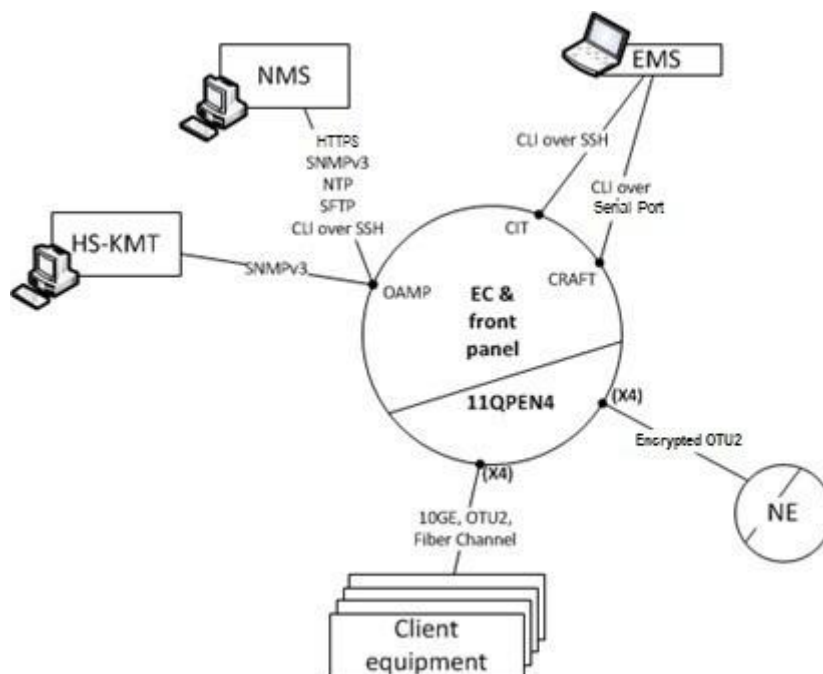 NMS
EMS
HTTPS
SNMPv3
NTP
SFTP
CLI over SSH
CLI over SSH
CLI over
Serial Port
HS-KMT
SNMPv3
OAMP
CIT
CRAFT
EC &
front
panel
11QPEN4
(X4)
Encrypted OTU2
NE
(X4)
10GE, OTU2,
Fiber Channel
Client
equipment